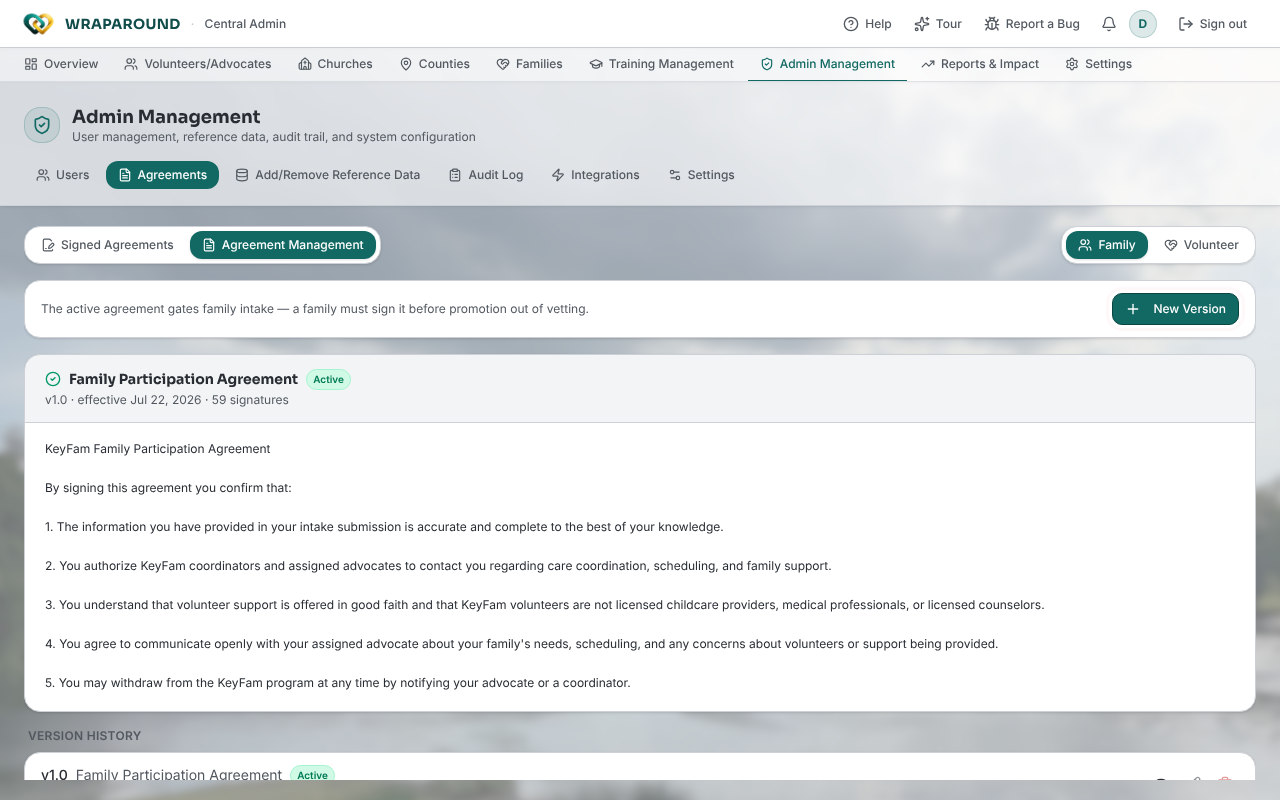 WRAPAROUND · Central Admin
Help
Tour
Report a Bug
D
Sign out
Overview
Volunteers/Advocates
Churches
Counties
Families
Training Management
Admin Management
Reports & Impact
Settings
Admin Management
User management, reference data, audit trail, and system configuration
Users
Agreements
Add/Remove Reference Data
Audit Log
Integrations
Settings
Signed Agreements
Agreement Management
Family
Volunteer
The active agreement gates family intake — a family must sign it before promotion out of vetting.
New Version
Family Participation Agreement Active
v1.0 · effective Jul 22, 2026 · 59 signatures
KeyFam Family Participation Agreement
By signing this agreement you confirm that:
1. The information you have provided in your intake submission is accurate and complete to the best of your knowledge.
2. You authorize KeyFam coordinators and assigned advocates to contact you regarding care coordination, scheduling, and family support.
3. You understand that volunteer support is offered in good faith and that KeyFam volunteers are not licensed childcare providers, medical professionals, or licensed counselors.
4. You agree to communicate openly with your assigned advocate about your family's needs, scheduling, and any concerns about volunteers or support being provided.
5. You may withdraw from the KeyFam program at any time by notifying your advocate or a coordinator.
VERSION HISTORY
v1.0 Family Participation Agreement Active